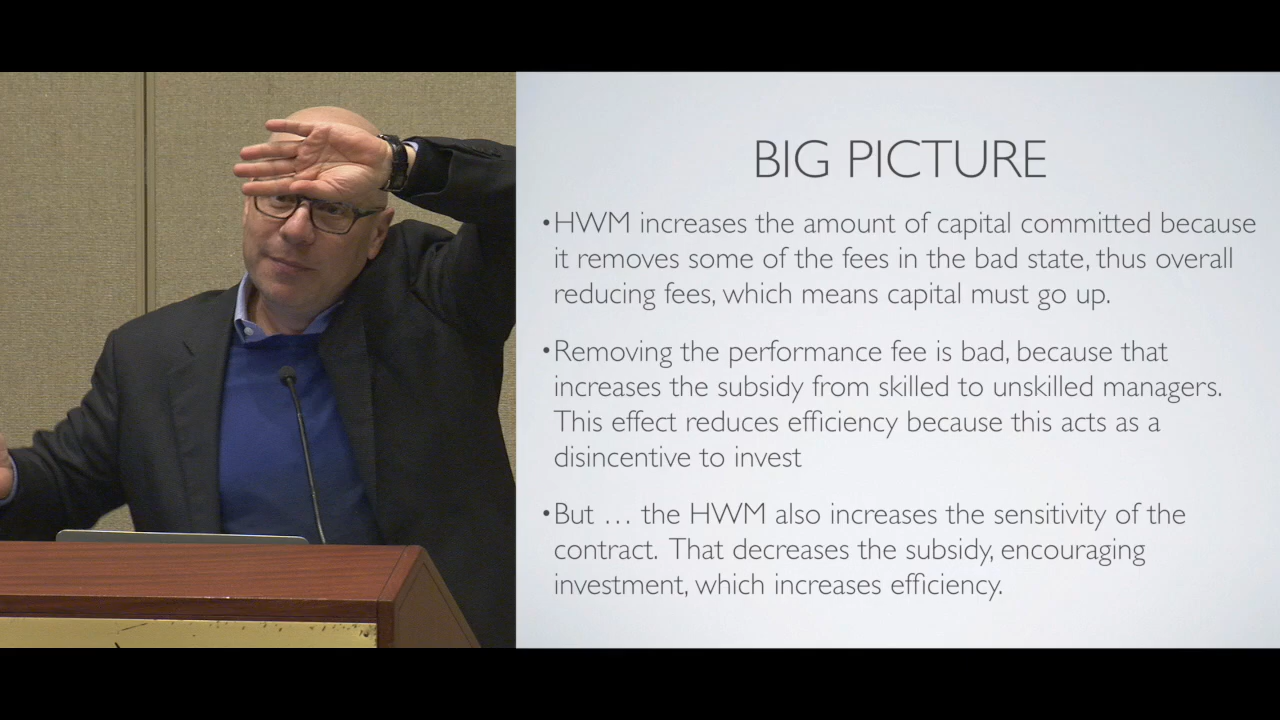 BIG PICTURE
•HWM increases the amount of capital committed because
it removes some of the fees in the bad state, thus overall
reducing fees, which means capital must go up.
•Removing the performance fee is bad, because that
increases the subsidy from skilled to unskilled managers.
This effect reduces efficiency because this acts as a
disincentive to invest
•But … the HWM also increases the sensitivity of the
contract. That decreases the subsidy, encouraging
investment, which increases efficiency.